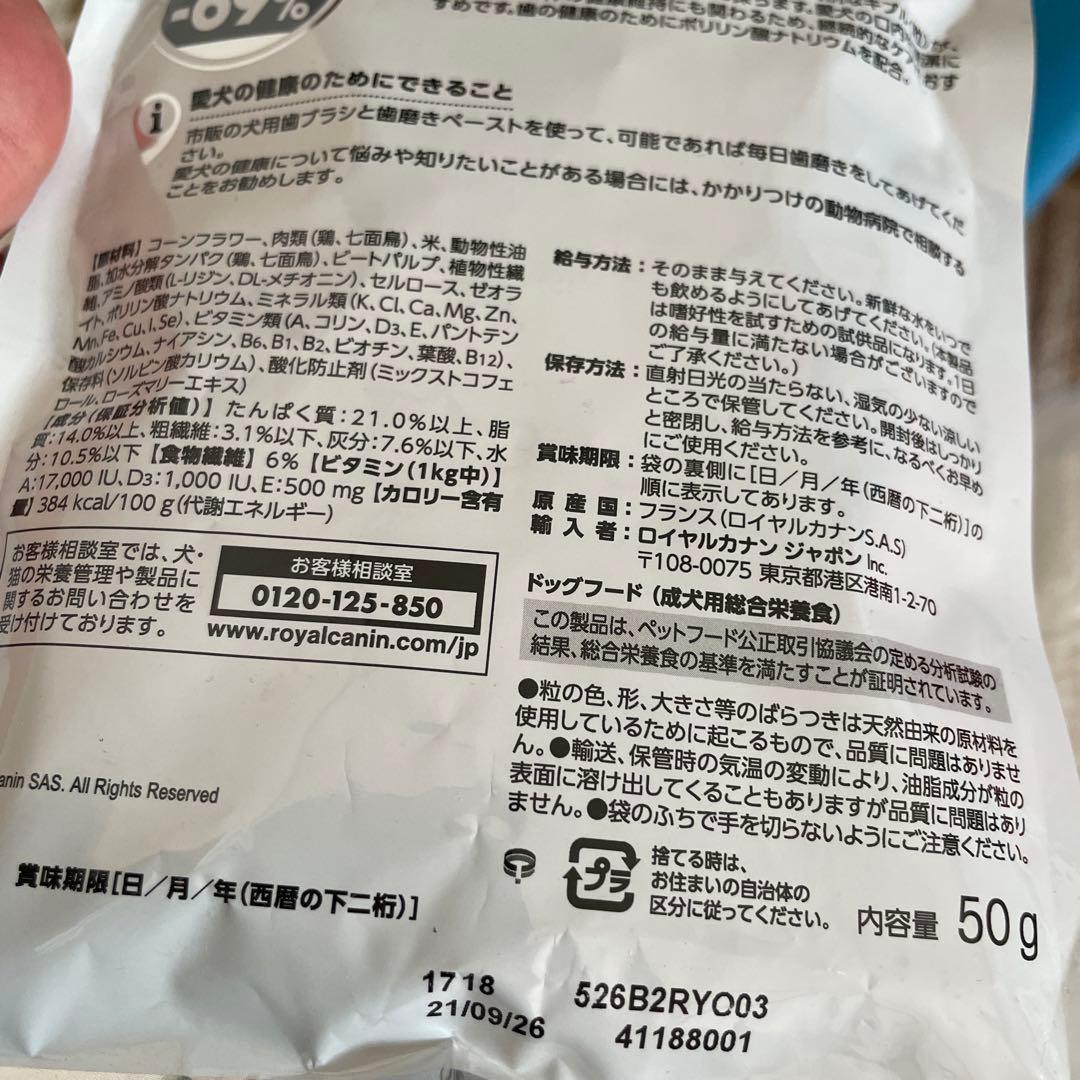 -69%
維持にも関わるため、継続的なケア
すめです。歯の健康のためにポリリン酸ナトリウムを配合。
i
愛犬の健康のためにできること
市販の犬用歯ブラシと歯磨きペーストを使って、可能であれば毎日歯磨きをしてあげてくだ
さい。
愛犬の健康について悩みや知りたいことがある場合には、かかりつけの動物病院で相談する
ことをお勧めします。
【原材料】コーンフラワー、肉類(鶏、七面鳥)、米、動物性油
脂、加水分解タンパク(鶏、七面鳥)、ビートパルプ、植物性繊
維、アミノ酸類(L-リジン、DL-メチオニン)、セルロース、ゼオラ
イト、ポリリン酸ナトリウム、ミネラル類(K、Cl、Ca、Mg、Zn、
Mn、Fe、Cu、I、Se)、ビタミン類(A、コリン、D3、E、パントテン
酸カルシウム、ナイアシン、B6、B1、B2、ビオチン、葉酸、B12)、
保存料(ソルビン酸カリウム)、酸化防止剤(ミックストコフェ
ロール、ローズマリーエキス)
【成分(保証分析値)】たんぱく質:21.0%以上、脂
質:14.0%以上、粗繊維:3.1%以下、灰分:7.6%以下、水
分:10.5%以下【食物繊維】6%【ビタミン(1kg中)】
A:17,000 IU、D3:1,000 IU、E:500 mg【カロリー含有
量】384 kcal/100 g(代謝エネルギー)
お客様相談室では、犬・
猫の栄養管理や製品に
関するお問い合わせを
受け付けております。
お客様相談室
0120-125-850
www.royalcanin.com/jp
給与方法:そのまま与えてください。新鮮な水をいつで
も飲めるようにしてあげてください。(本製品
は嗜好性を試すための試供品になります。1日
の給与量に満たない場合がございますので
ご了承ください。)
保存方法:直射日光の当たらない、湿気の少ない涼しい
ところで保管してください。開封後はしっかり
と密閉し、給与方法を参考に、なるべくお早め
にご使用ください。
賞味期限:袋の裏側に[日/月/年(西暦の下二桁)]の
順に表示してあります。
原産国:フランス(ロイヤルカナンS.A.S)
輸入者:ロイヤルカナン ジャポン Inc.
〒108-0075 東京都港区港南1-2-70
ドッグフード (成犬用総合栄養食)
この製品は、ペットフード公正取引協議会の定める分析試験の
結果、総合栄養食の基準を満たすことが証明されています。
●粒の色、形、大きさ等のばらつきは天然由来の原材料を
使用しているために起こるもので、品質に問題はありませ
ん。●輸送、保管時の気温の変動により、油脂成分が粒の
表面に溶け出してくることもありますが品質に問題はあり
ません。●袋のふちで手を切らないようにご注意ください。
anin SAS. All Rights Reserved
プラ
捨てる時は、
お住まいの自治体の
区分に従ってください。
内容量 50g
賞味期限[日/月/年(西暦の下二桁)]
1718 526B2RYC03
21/09/26 41188001